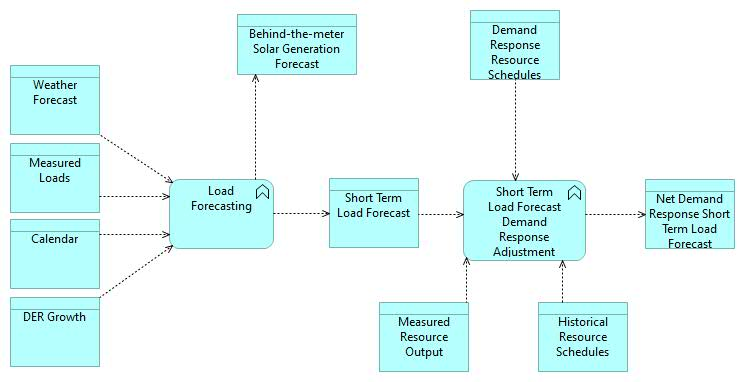 Behind-the-meter
Solar Generation
Forecast
Demand
Response
Resource
Schedules
Weather
Forecast
Measured
Loads
Calendar
DER Growth
Load
Forecasting
Short Term
Load Forecast
Short Term
Load Forecast
Demand
Response
Adjustment
Net Demand
Response Short
Term Load
Forecast
Measured
Resource
Output
Historical
Resource
Schedules